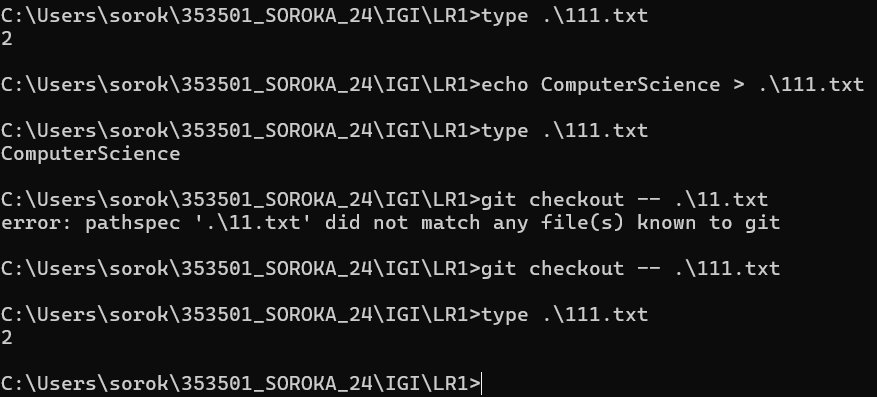 C:\Users\sorok\353501_SOROKA_24\IGI\LR1>type .\111.txt
2
C:\Users\sorok\353501_SOROKA_24\IGI\LR1>echo ComputerScience > .\111.txt
C:\Users\sorok\353501_SOROKA_24\IGI\LR1>type .\111.txt
ComputerScience
C:\Users\sorok\353501_SOROKA_24\IGI\LR1>git checkout -- .\11.txt
error: pathspec '.\11.txt' did not match any file(s) known to git
C:\Users\sorok\353501_SOROKA_24\IGI\LR1>git checkout -- .\111.txt
C:\Users\sorok\353501_SOROKA_24\IGI\LR1>type .\111.txt
2
C:\Users\sorok\353501_SOROKA_24\IGI\LR1>